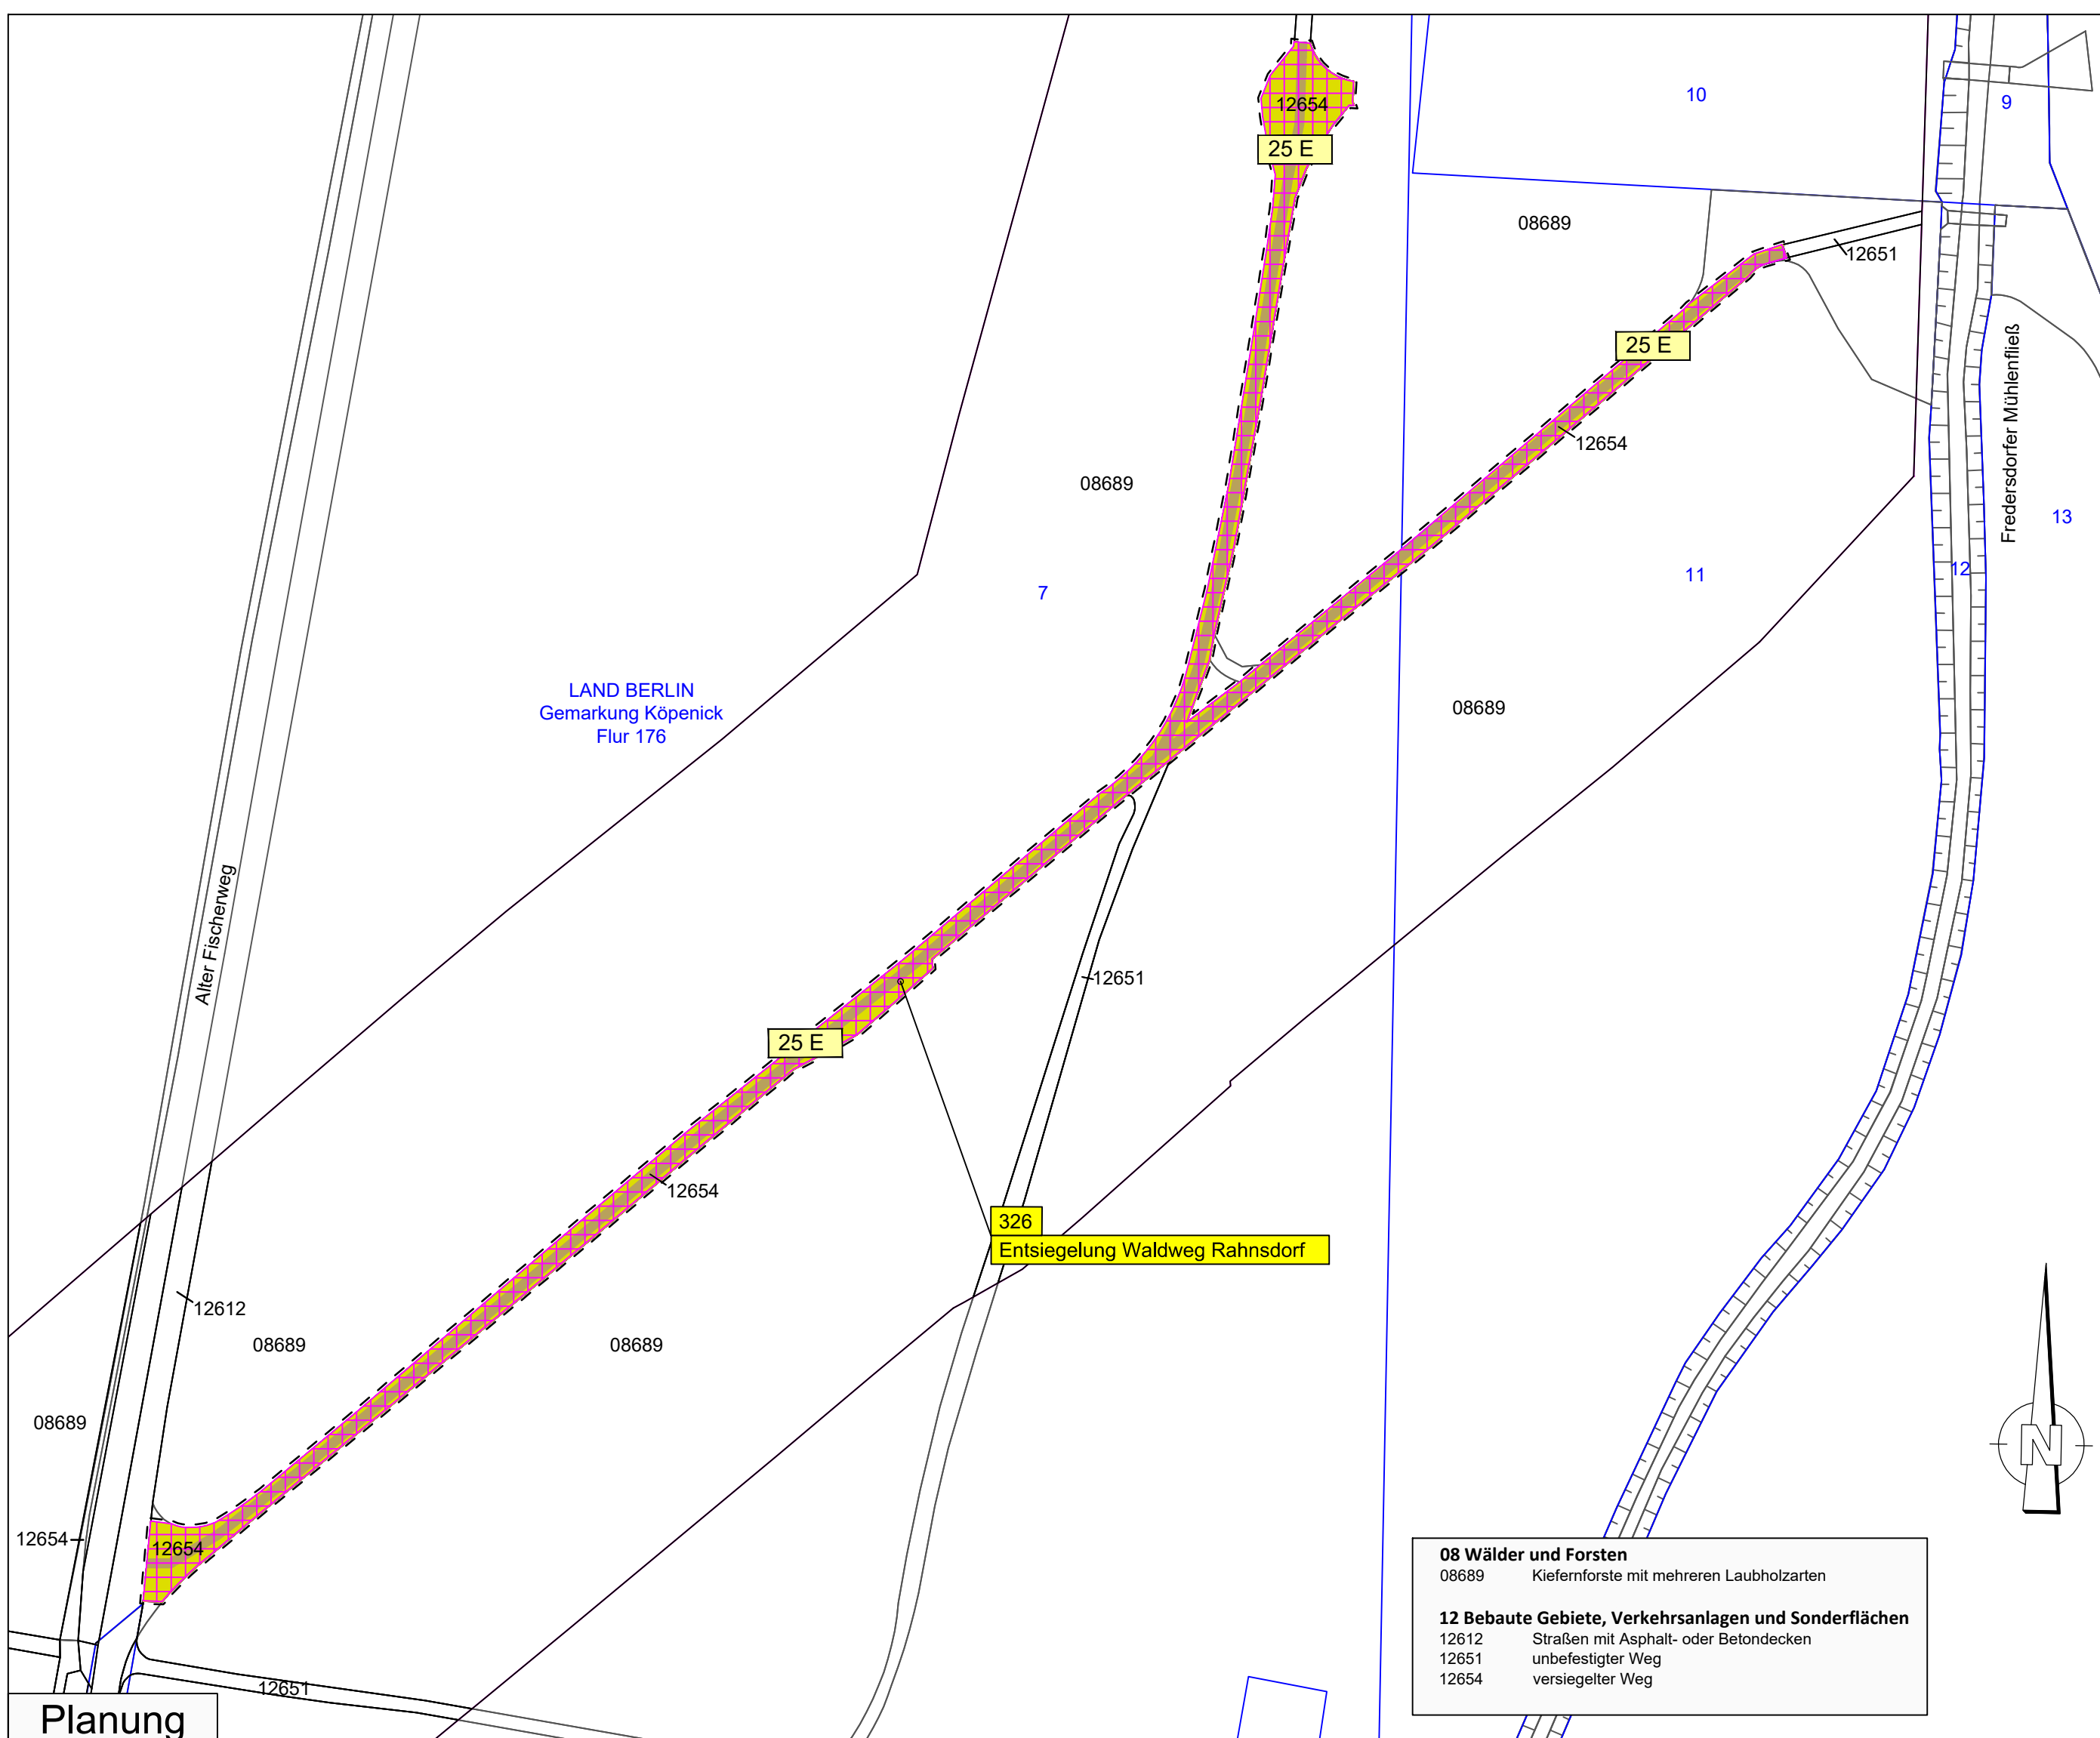 10
9
12654
25 E
08689
12651
25 E
12654
Fredersdorfer Mühlenfließ
08689
13
12
11
7
LAND BERLIN
Gemarkung Köpenick
Flur 176
08689
Alter Fischerweg
12651
25 E
12654
326
Entsiegelung Waldweg Rahnsdorf
12612
08689
08689
08689
12654
12654
N
12651
Planung
08 Wälder und Forsten
08689 Kiefernforste mit mehreren Laubholzarten
12 Bebaute Gebiete, Verkehrsanlagen und Sonderflächen
12612 Straßen mit Asphalt- oder Betondecken
12651 unbefestigter Weg
12654 versiegelter Weg